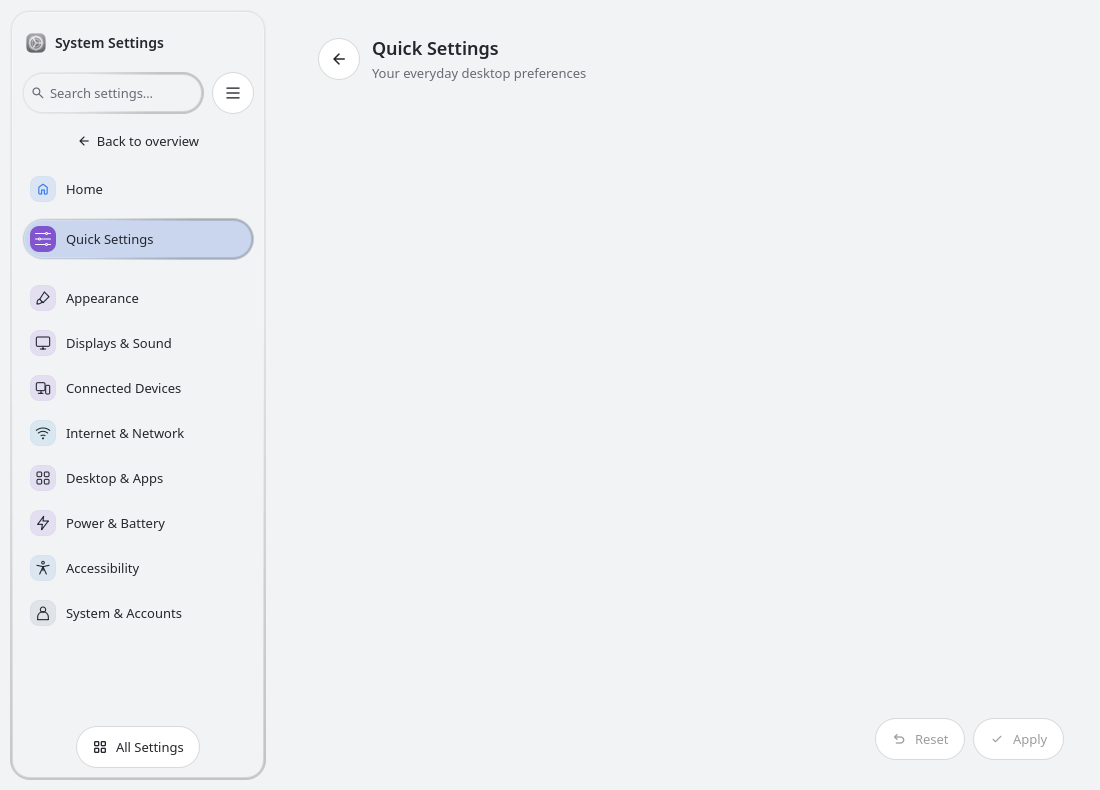 System Settings
Search settings...
Back to overview
Home
Quick Settings
Appearance
Displays & Sound
Connected Devices
Internet & Network
Desktop & Apps
Power & Battery
Accessibility
System & Accounts
All Settings
Quick Settings
Your everyday desktop preferences
Reset
Apply